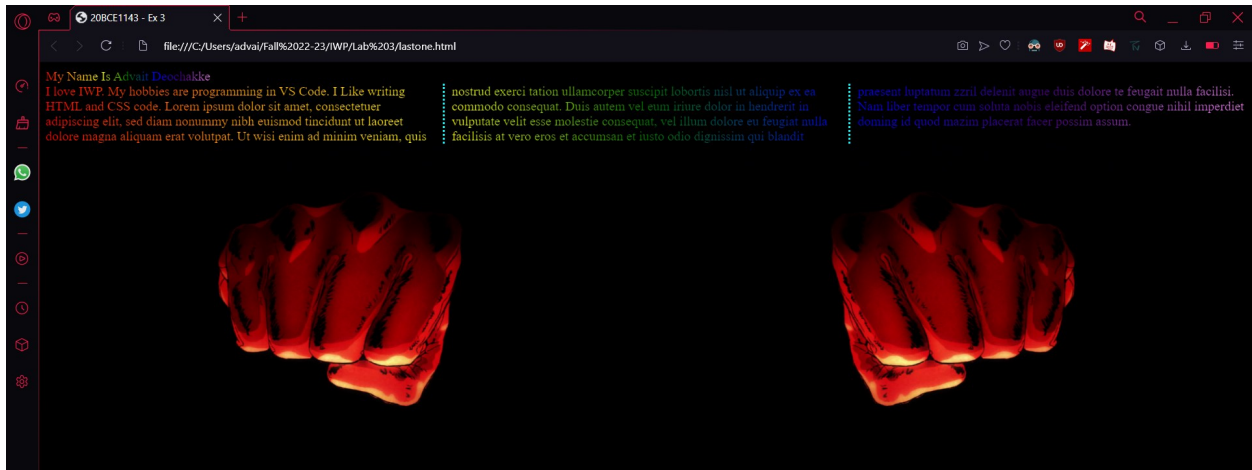 20BCE1143 - Ex 3
file:///C:/Users/advai/Fall%2022-23/IWP/Lab%203/lastone.html
My Name Is Advait Deochakke
I love IWP. My hobbies are programming in VS Code. I Like writing
HTML and CSS code. Lorem ipsum dolor sit amet, consectetuer
adipiscing elit, sed diam nonummy nibh euismod tincidunt ut laoreet
dolore magna aliquam erat volutpat. Ut wisi enim ad minim veniam, quis
nostrud exerci tation ullamcorper suscipit lobortis nisl ut aliquip ex ea
commodo consequat. Duis autem vel eum iriure dolor in hendrerit in
vulputate velit esse molestie consequat, vel illum dolore eu feugiat nulla
facilisis at vero eros et accumsan et iusto odio dignissim qui blandit
praesent luptatum zzril delenit augue duis dolore te feugait nulla facilisi.
Nam liber tempor cum soluta nobis eleifend option congue nihil imperdiet
doming id quod mazim placerat facer possim assum.